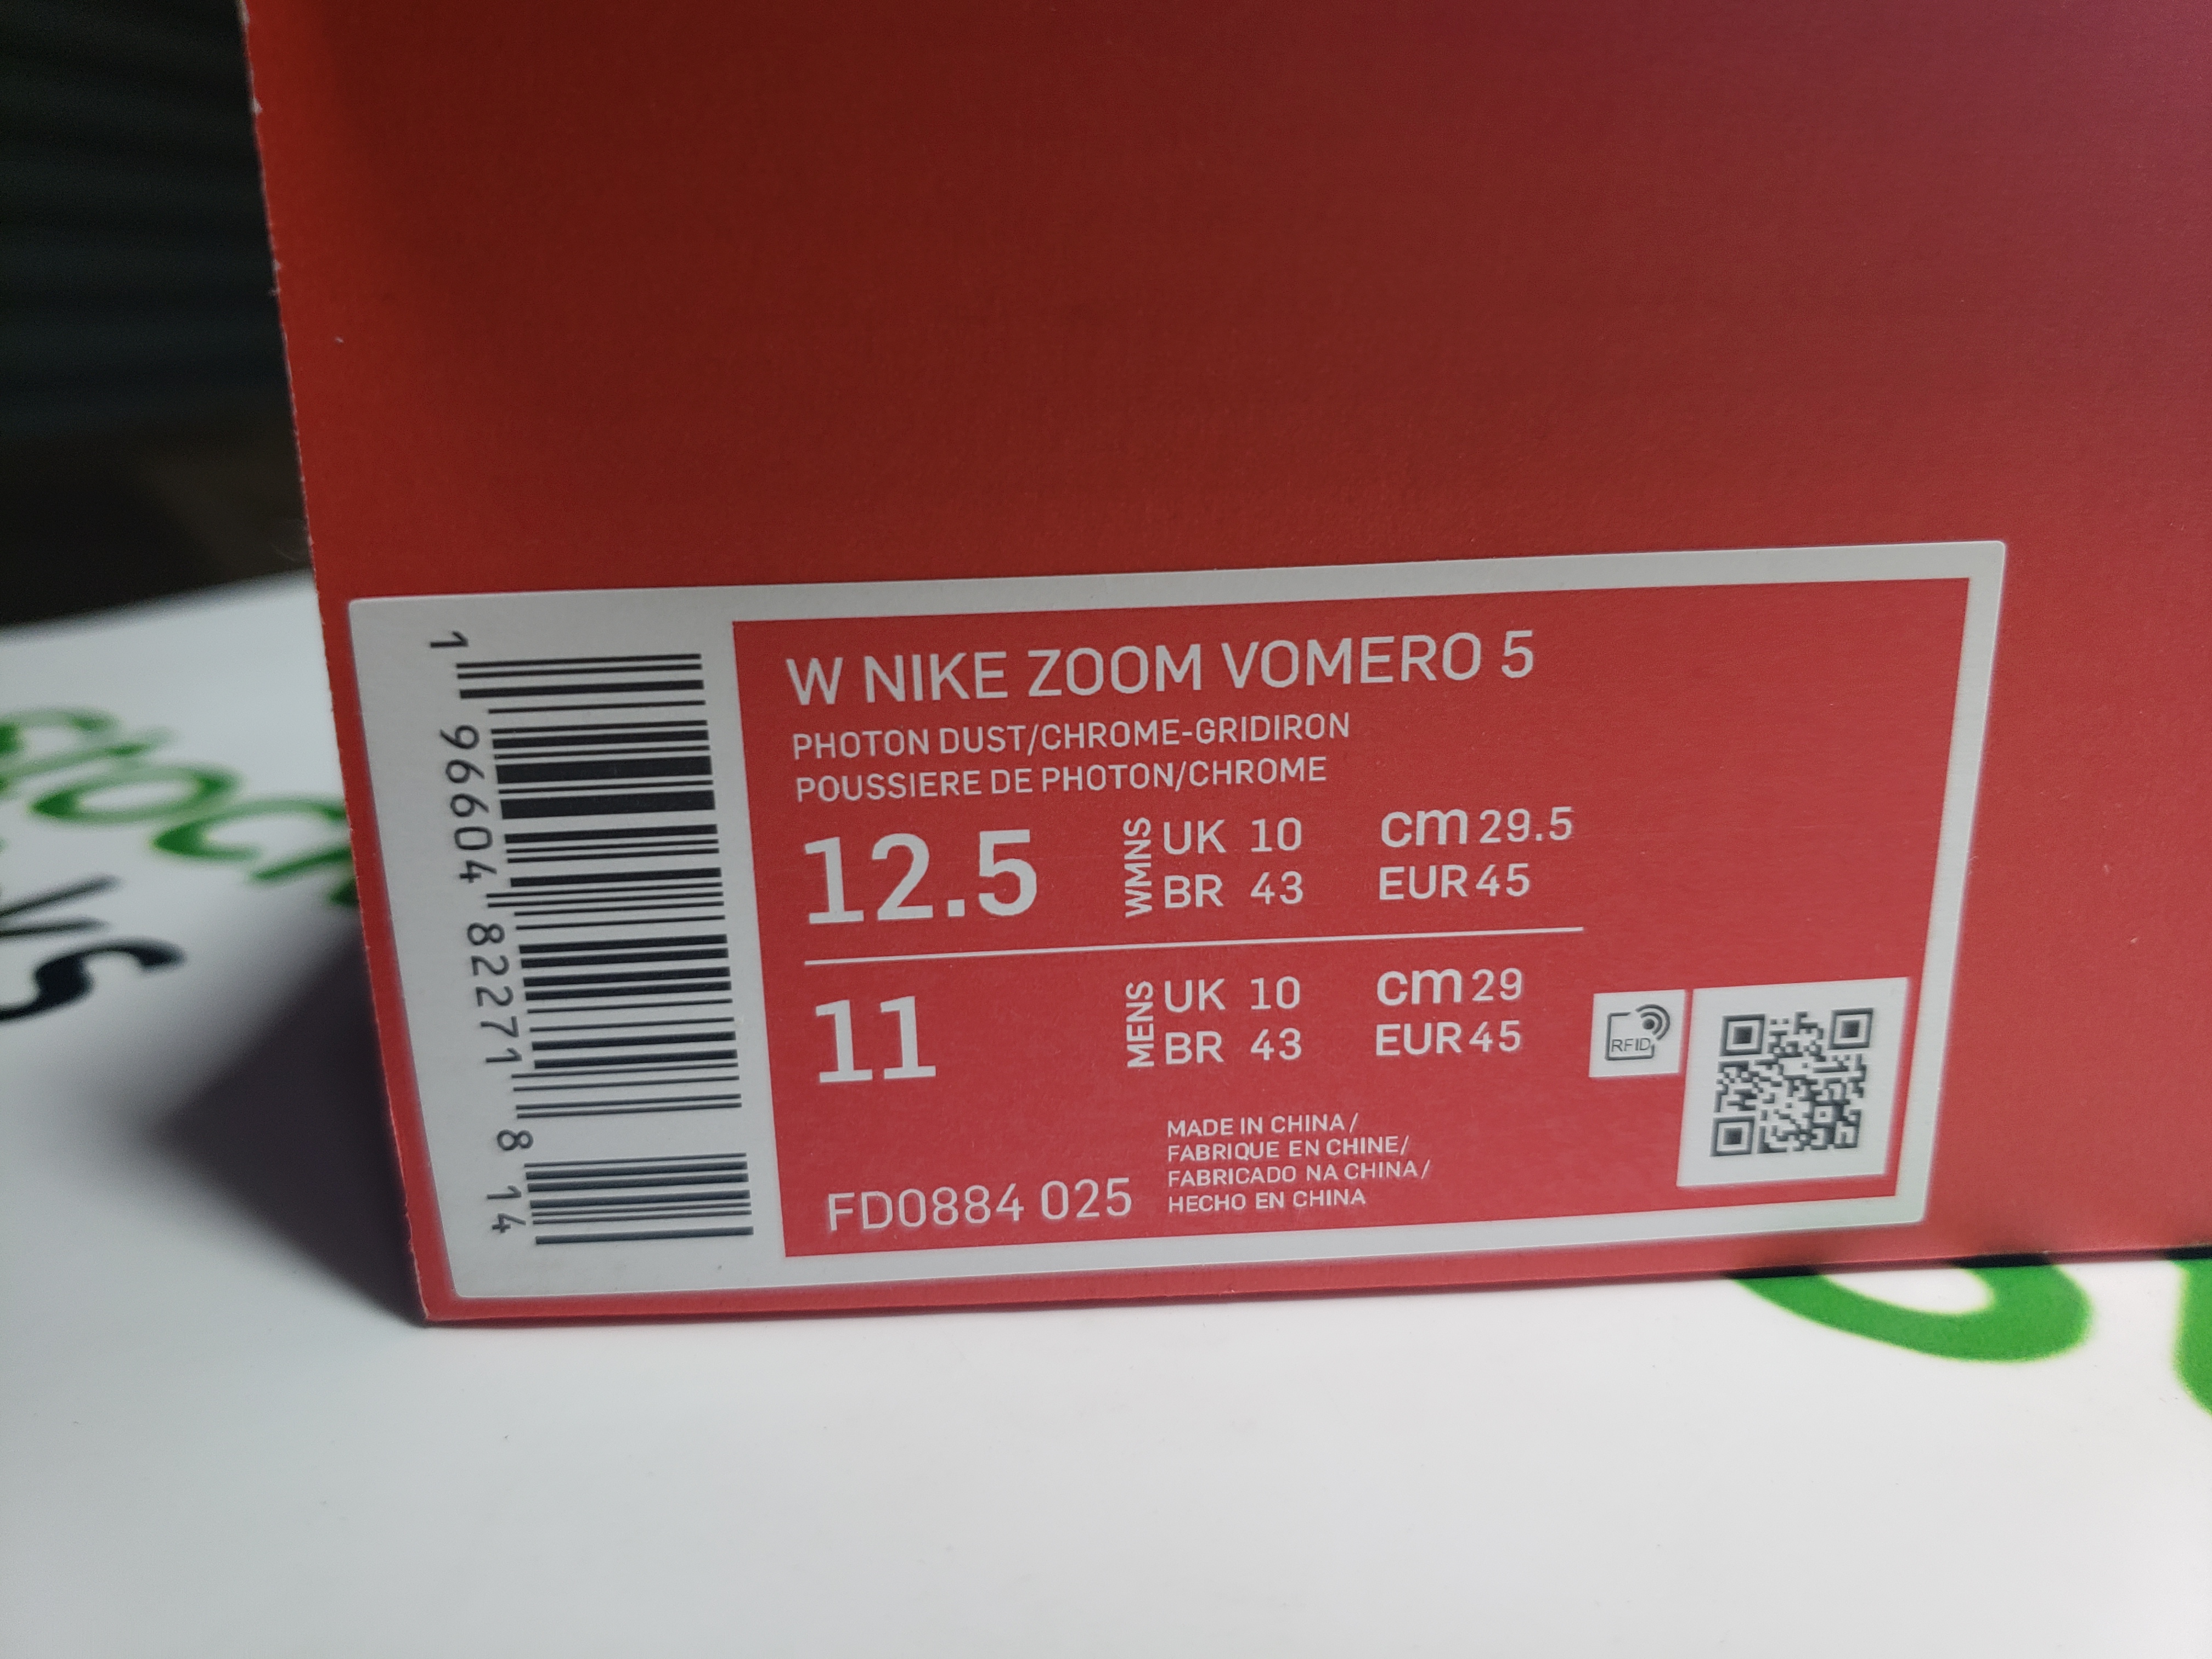 W NIKE ZOOM VOMERO 5
PHOTON DUST/CHROME-GRIDIRON
POUSSIERE DE PHOTON/CHROME
12.5 WMNS UK 10 cm 29.5
BR 43 EUR 45
11 MENS UK 10 cm 29
BR 43 EUR 45
RFID
MADE IN CHINA/
FABRIQUE EN CHINE/
FABRICADO NA CHINA/
HECHO EN CHINA
FD0884 025
1 96604 82271 8 14